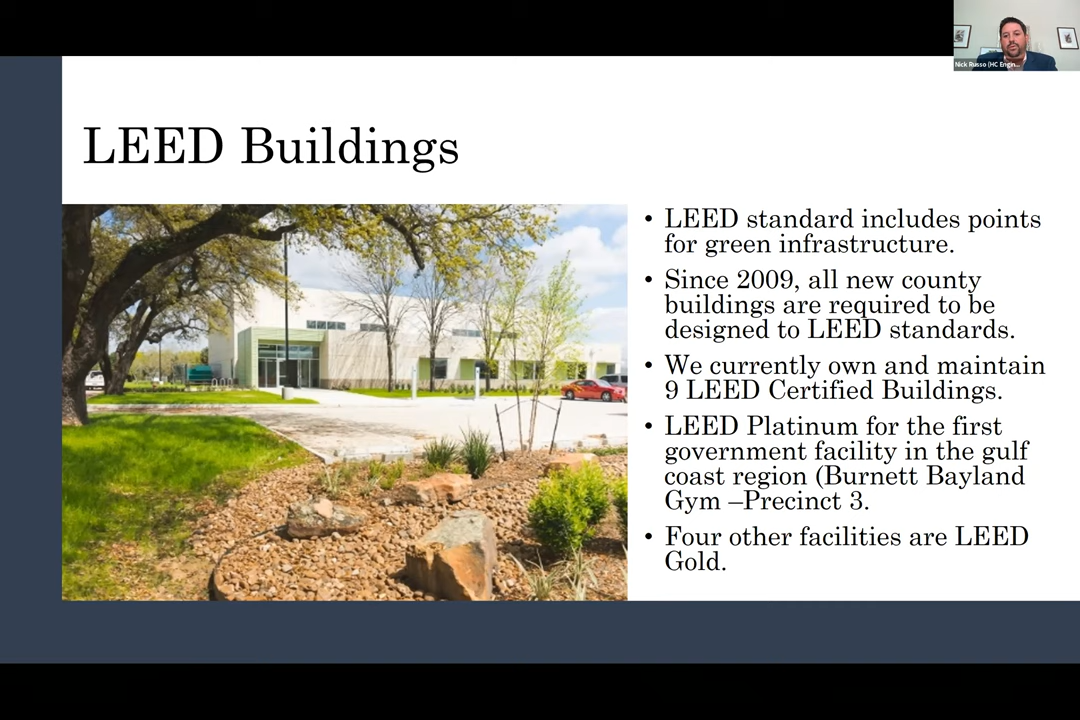 Nick Russo (HC Engin...
LEED Buildings
• LEED standard includes points
for green infrastructure.
• Since 2009, all new county
buildings are required to be
designed to LEED standards.
• We currently own and maintain
9 LEED Certified Buildings.
• LEED Platinum for the first
government facility in the gulf
coast region (Burnett Bayland
Gym –Precinct 3.
• Four other facilities are LEED
Gold.